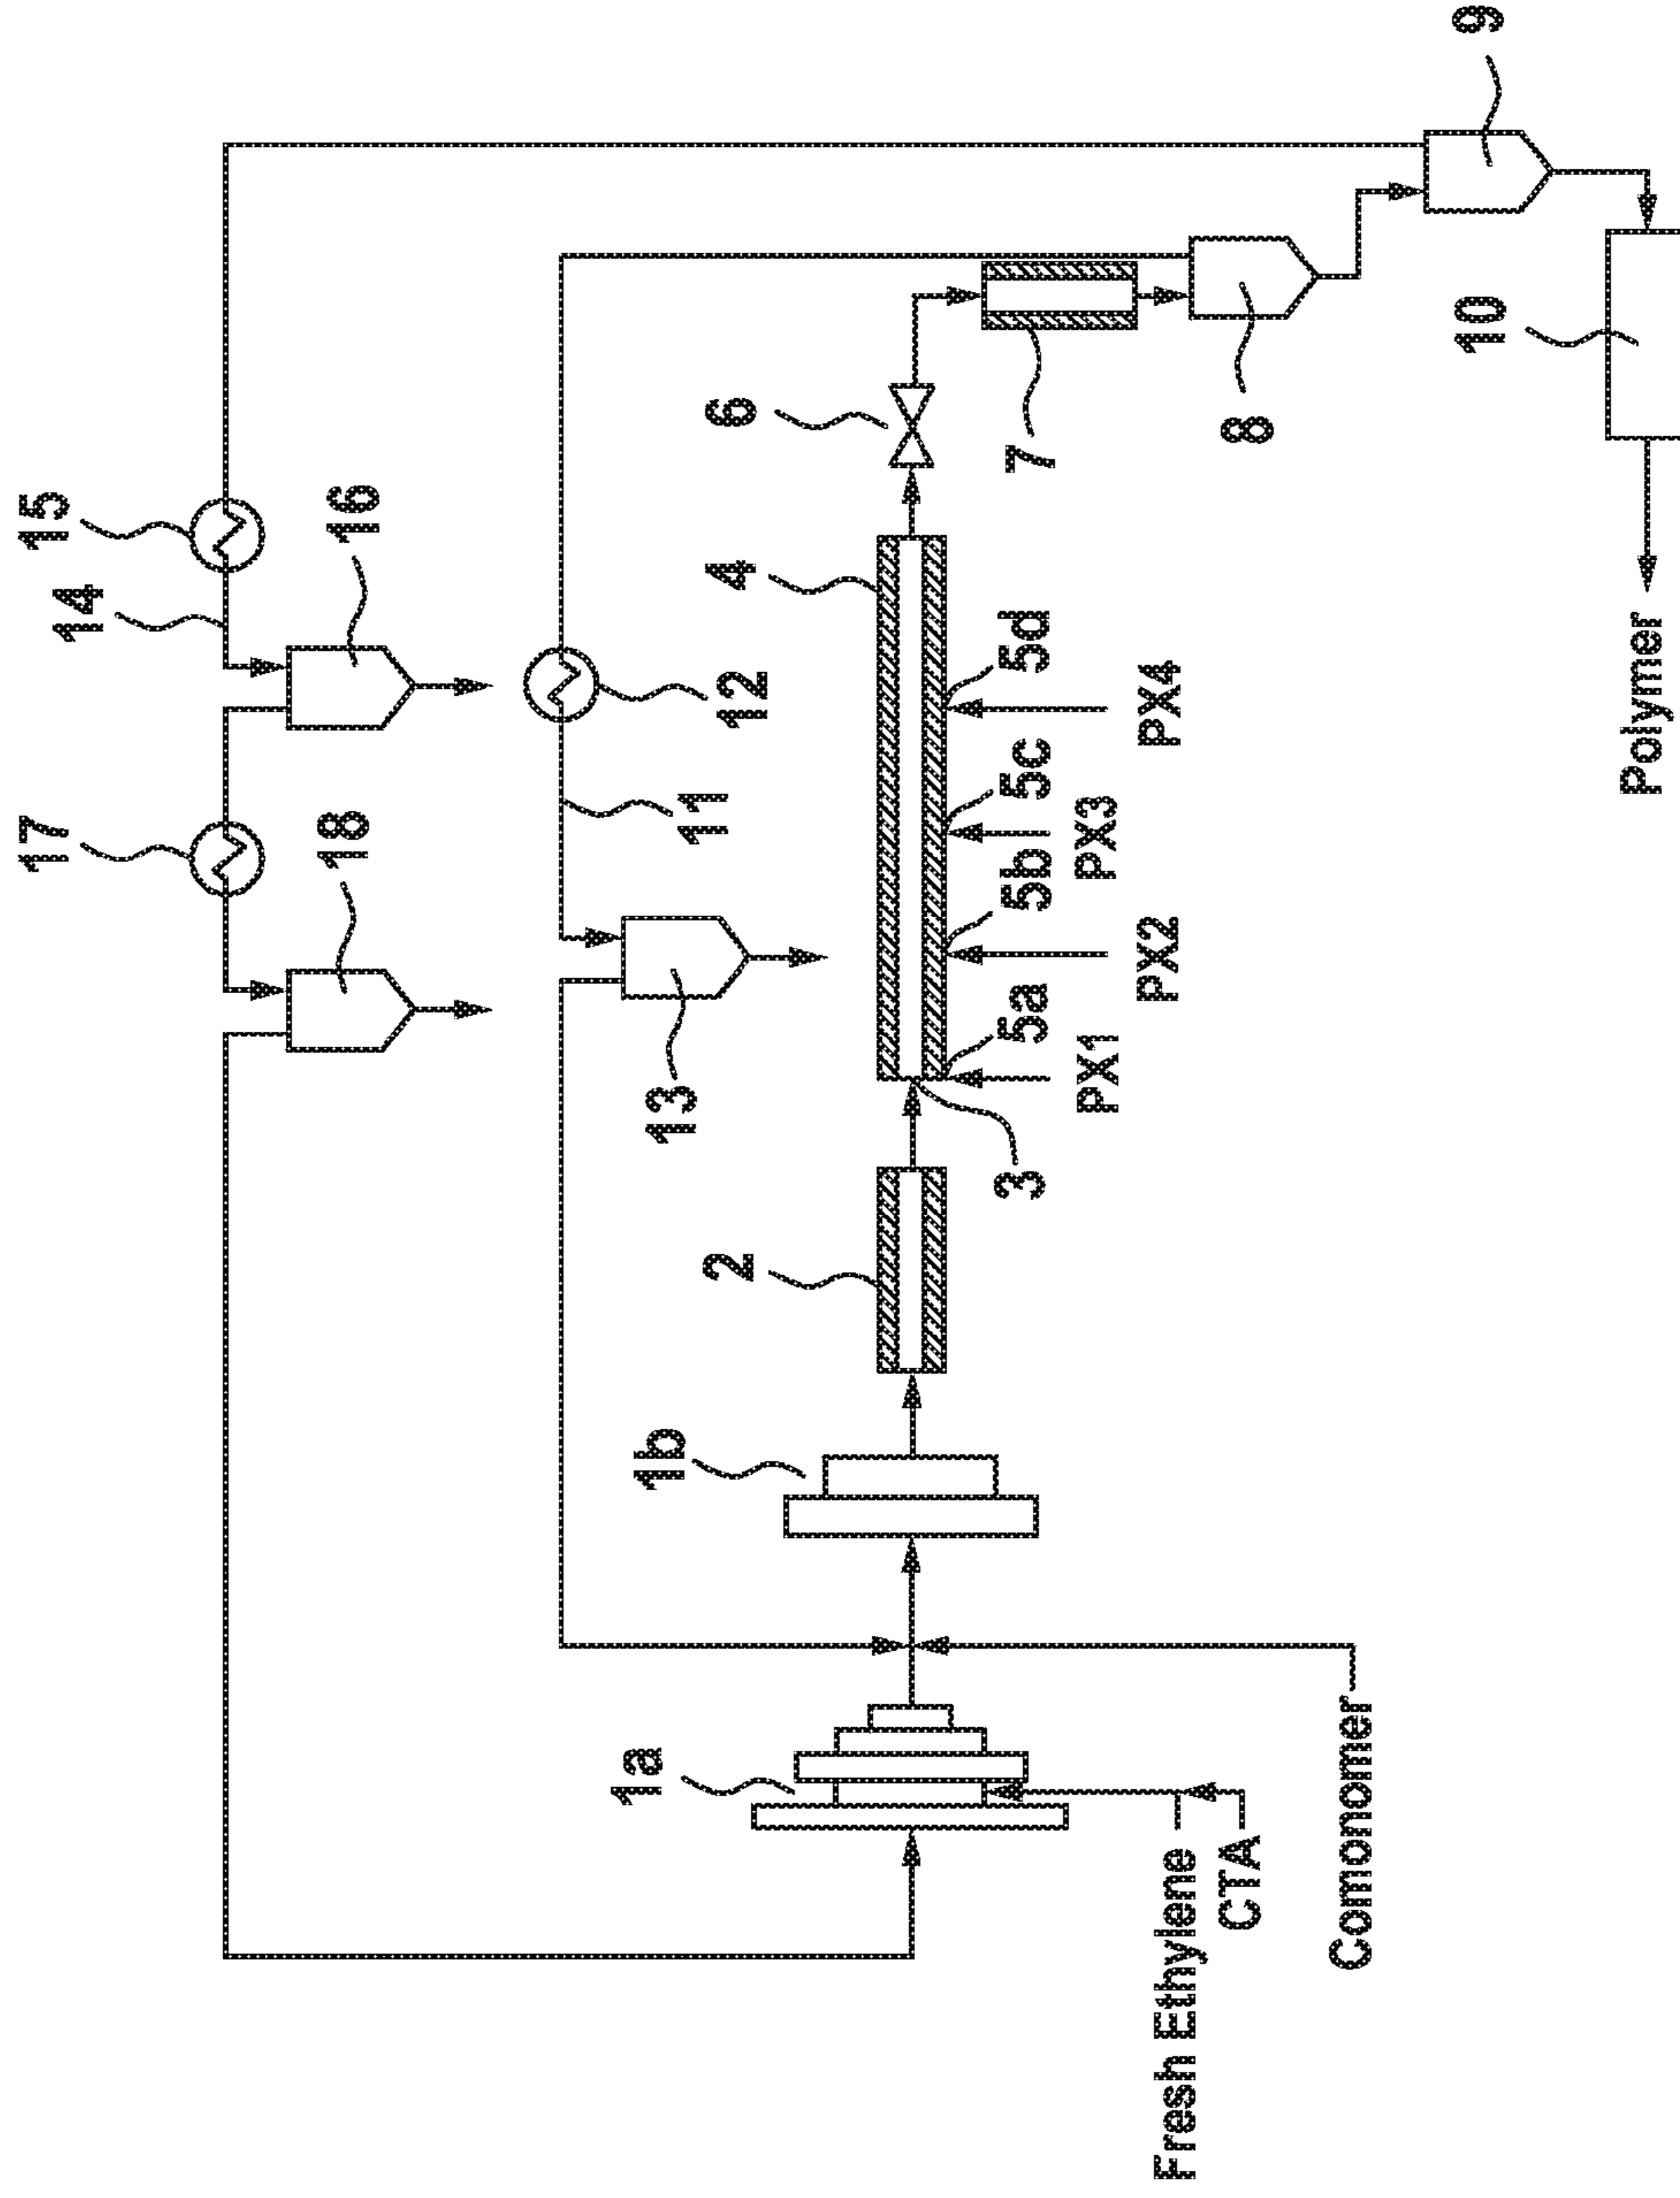 17
15
14
18
16
12
11
13
1a
1b
2
4
6
7
8
9
10
3
5a
5b
5c
5d
PX1
PX2
PX3
PX4
Fresh Ethylene
CTA
Comonomer
Polymer